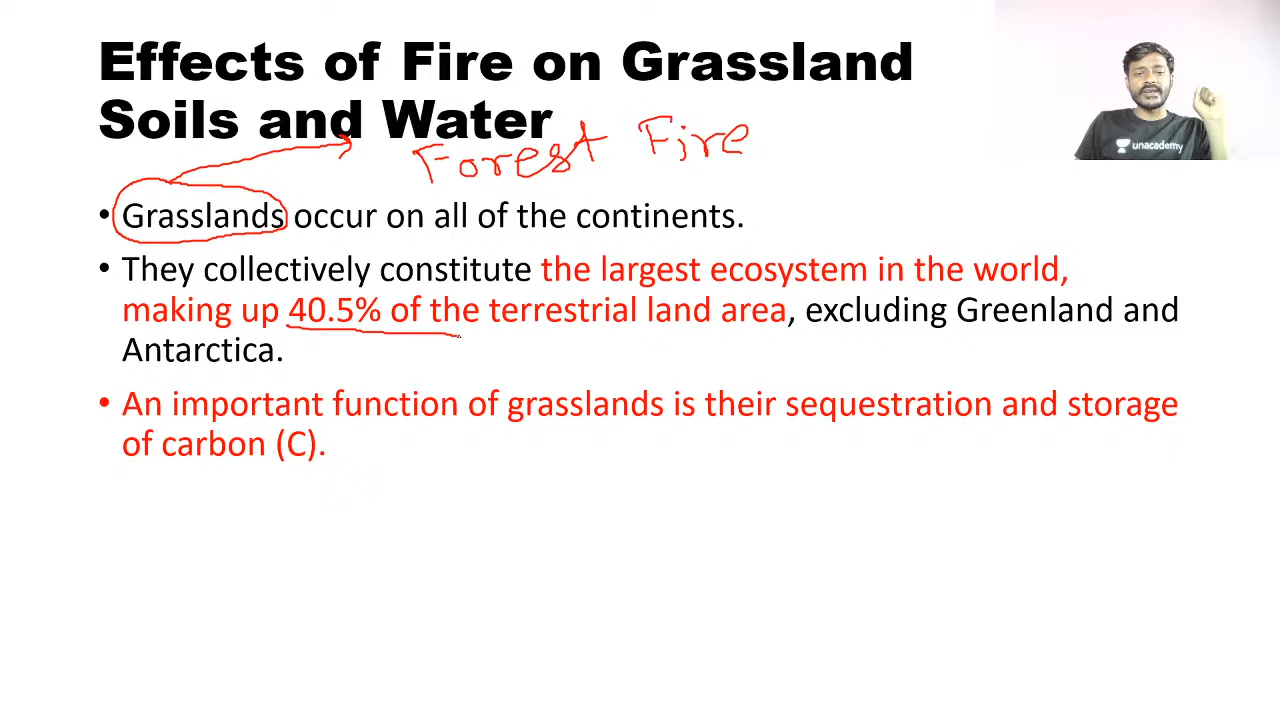 Effects of Fire on Grassland
Soils and Water
Forest Fire
unacademy
• Grasslands occur on all of the continents.
• They collectively constitute the largest ecosystem in the world,
making up 40.5% of the terrestrial land area, excluding Greenland and
Antarctica.
• An important function of grasslands is their sequestration and storage
of carbon (C).